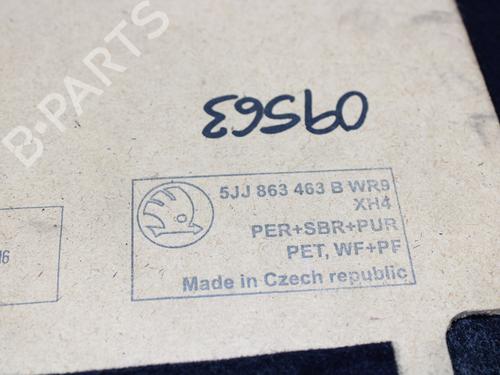 B-PARTS
09563
5JJ 863 463 B WR9
XH4
PER+SBR+PUR
PET, WF+PF
Made in Czech republic